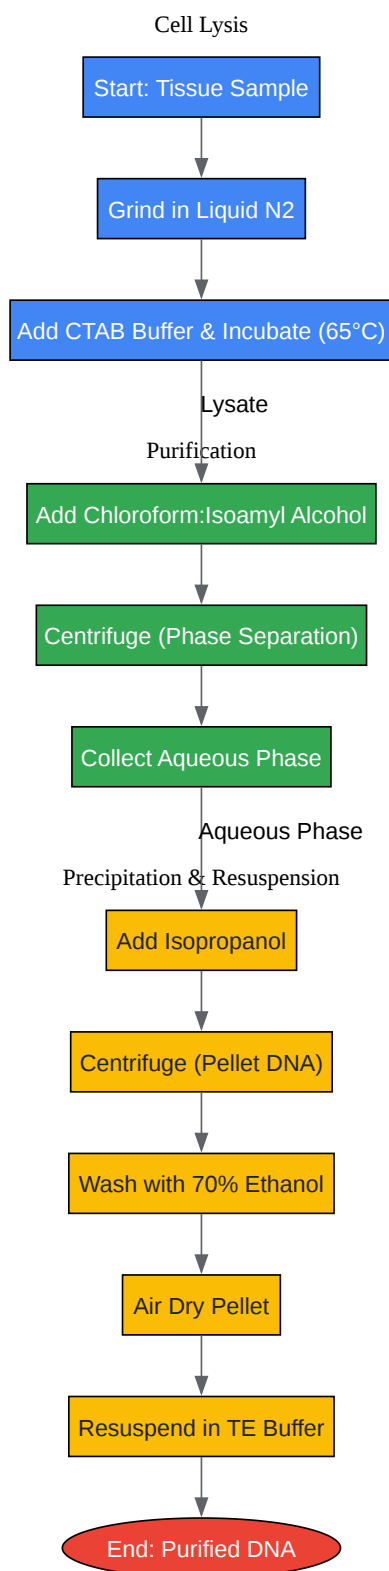 Cell Lysis
Start: Tissue Sample
Grind in Liquid N2
Add CTAB Buffer & Incubate (65°C)
Lysate
Purification
Add Chloroform:Isoamyl Alcohol
Centrifuge (Phase Separation)
Collect Aqueous Phase
Aqueous Phase
Precipitation & Resuspension
Add Isopropanol
Centrifuge (Pellet DNA)
Wash with 70% Ethanol
Air Dry Pellet
Resuspend in TE Buffer
End: Purified DNA